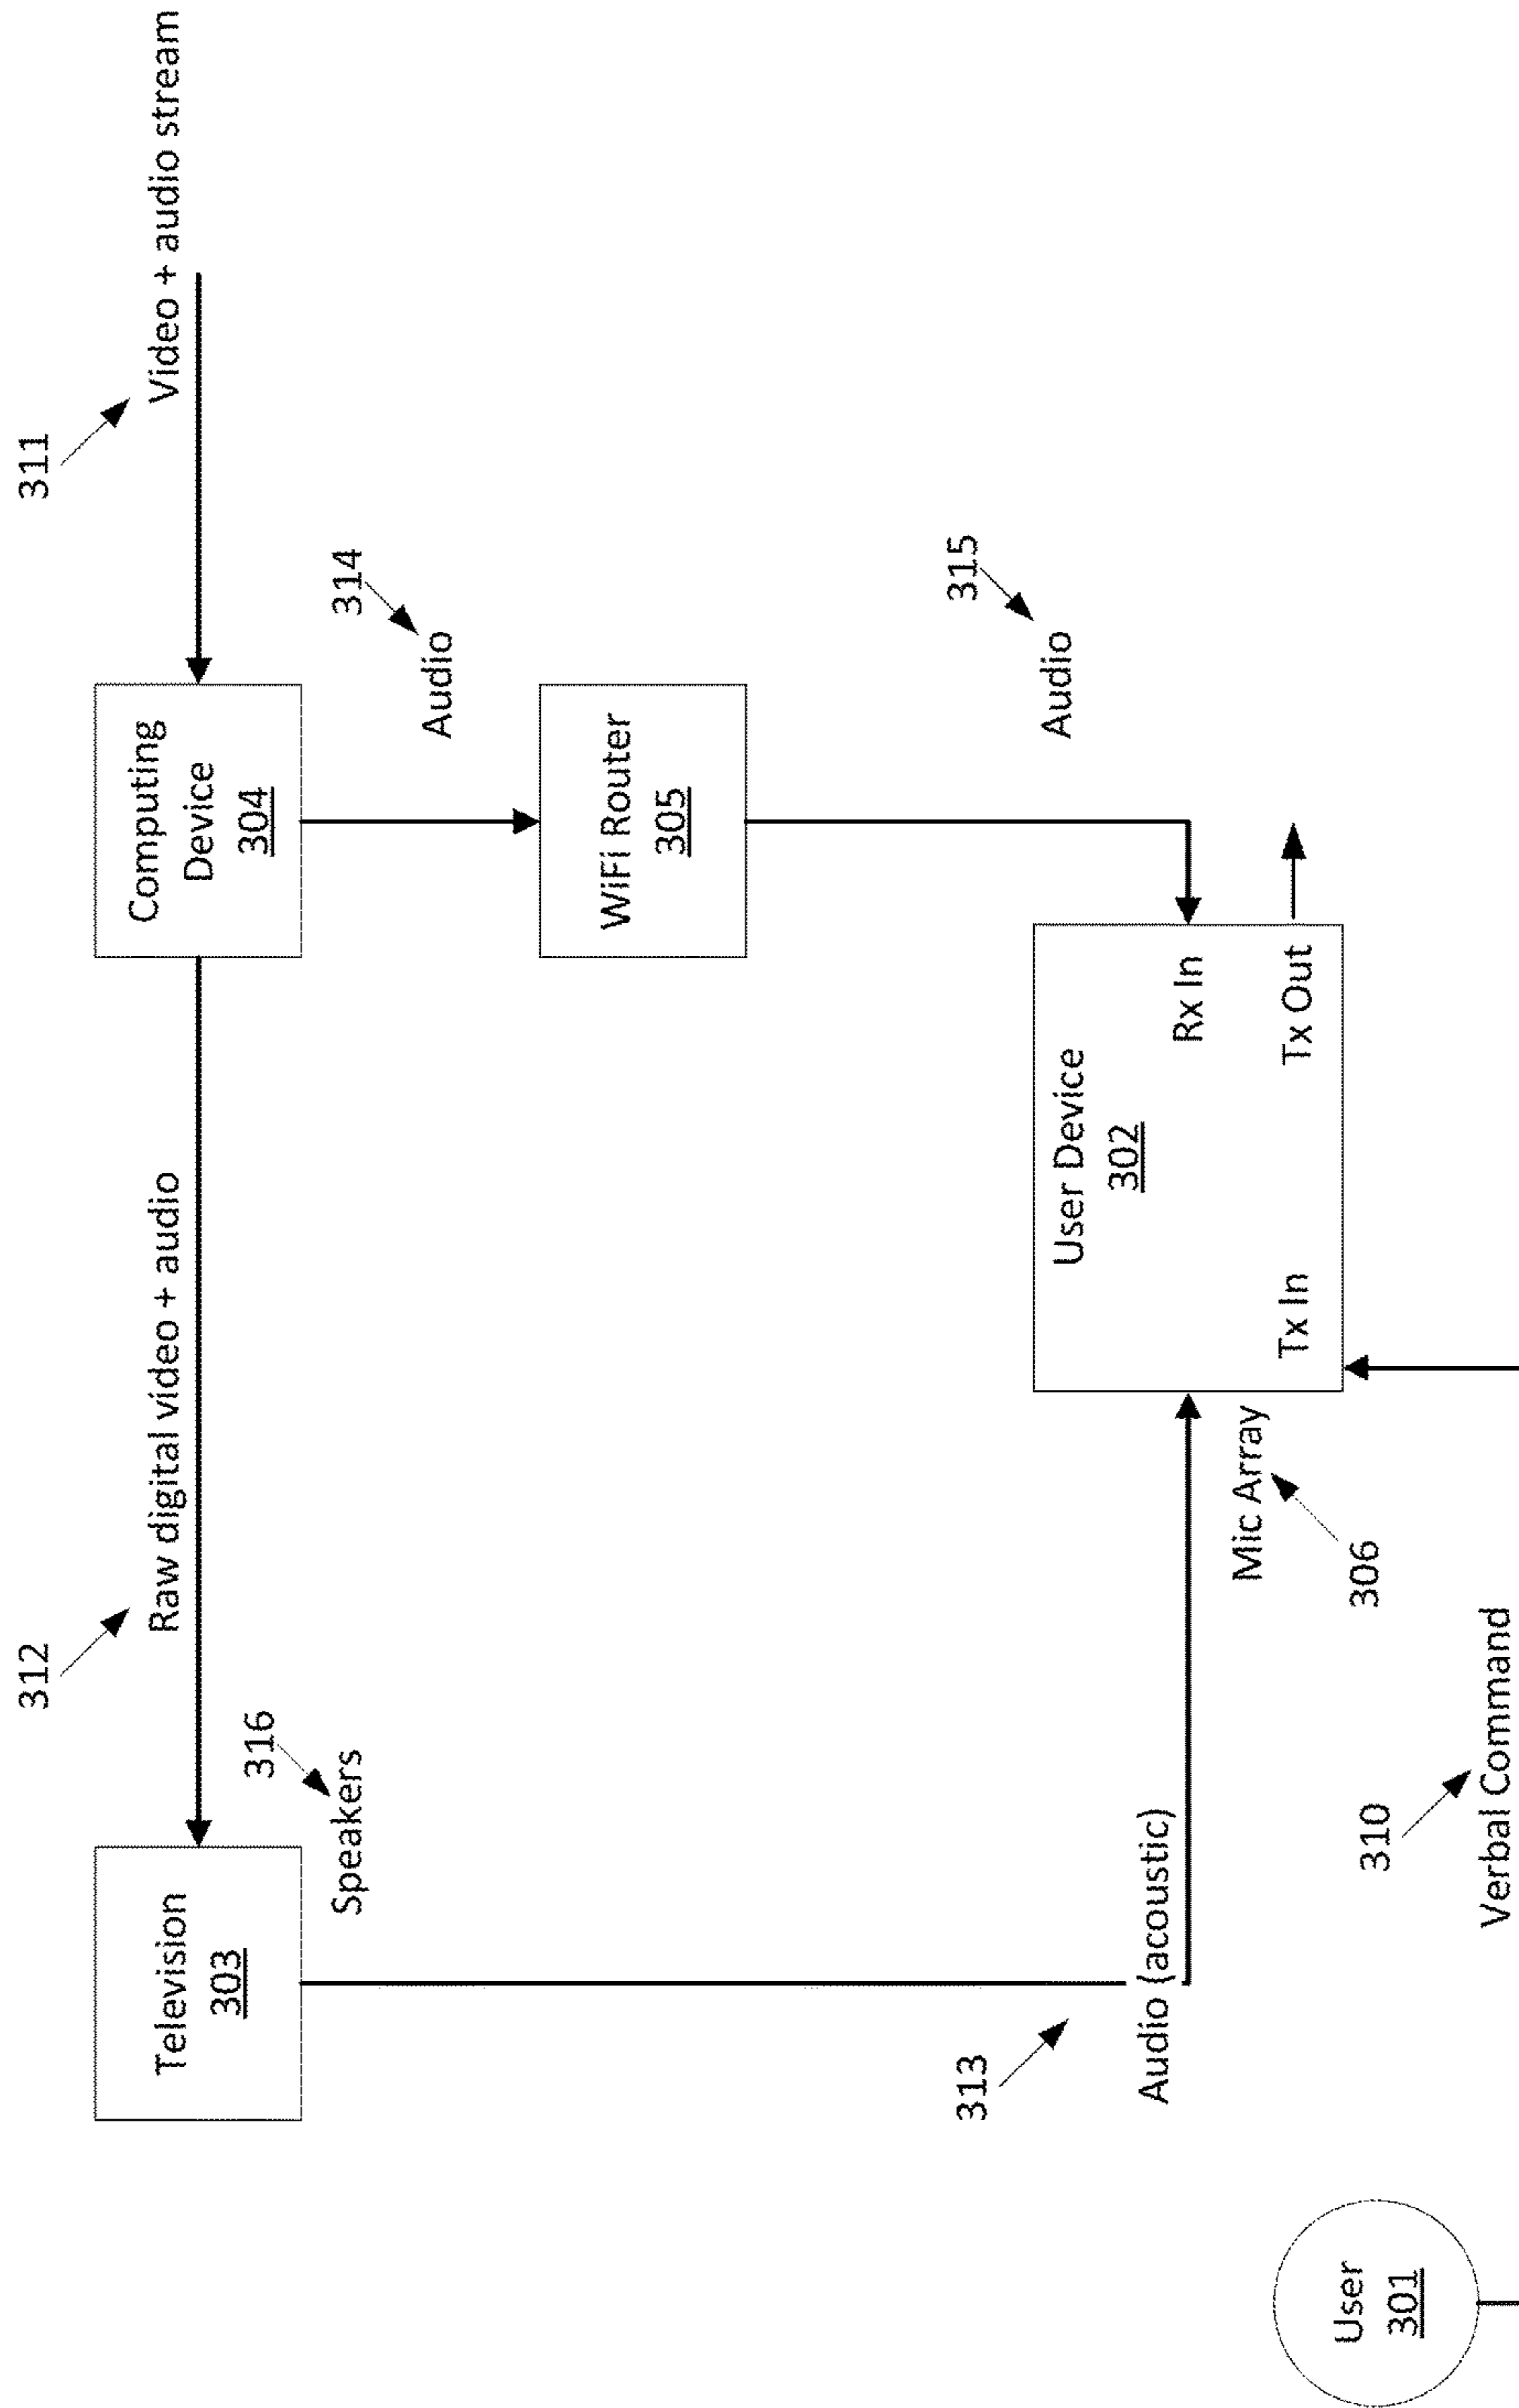 312
Raw digital video + audio
311
Video + audio stream
Television
303
316
Speakers
Computing
Device
304
314
Audio
WiFi Router
305
313
Audio (acoustic)
315
Audio
User Device
302
Rx In
Tx In
Tx Out
Mic Array
306
User
301
310
Verbal Command